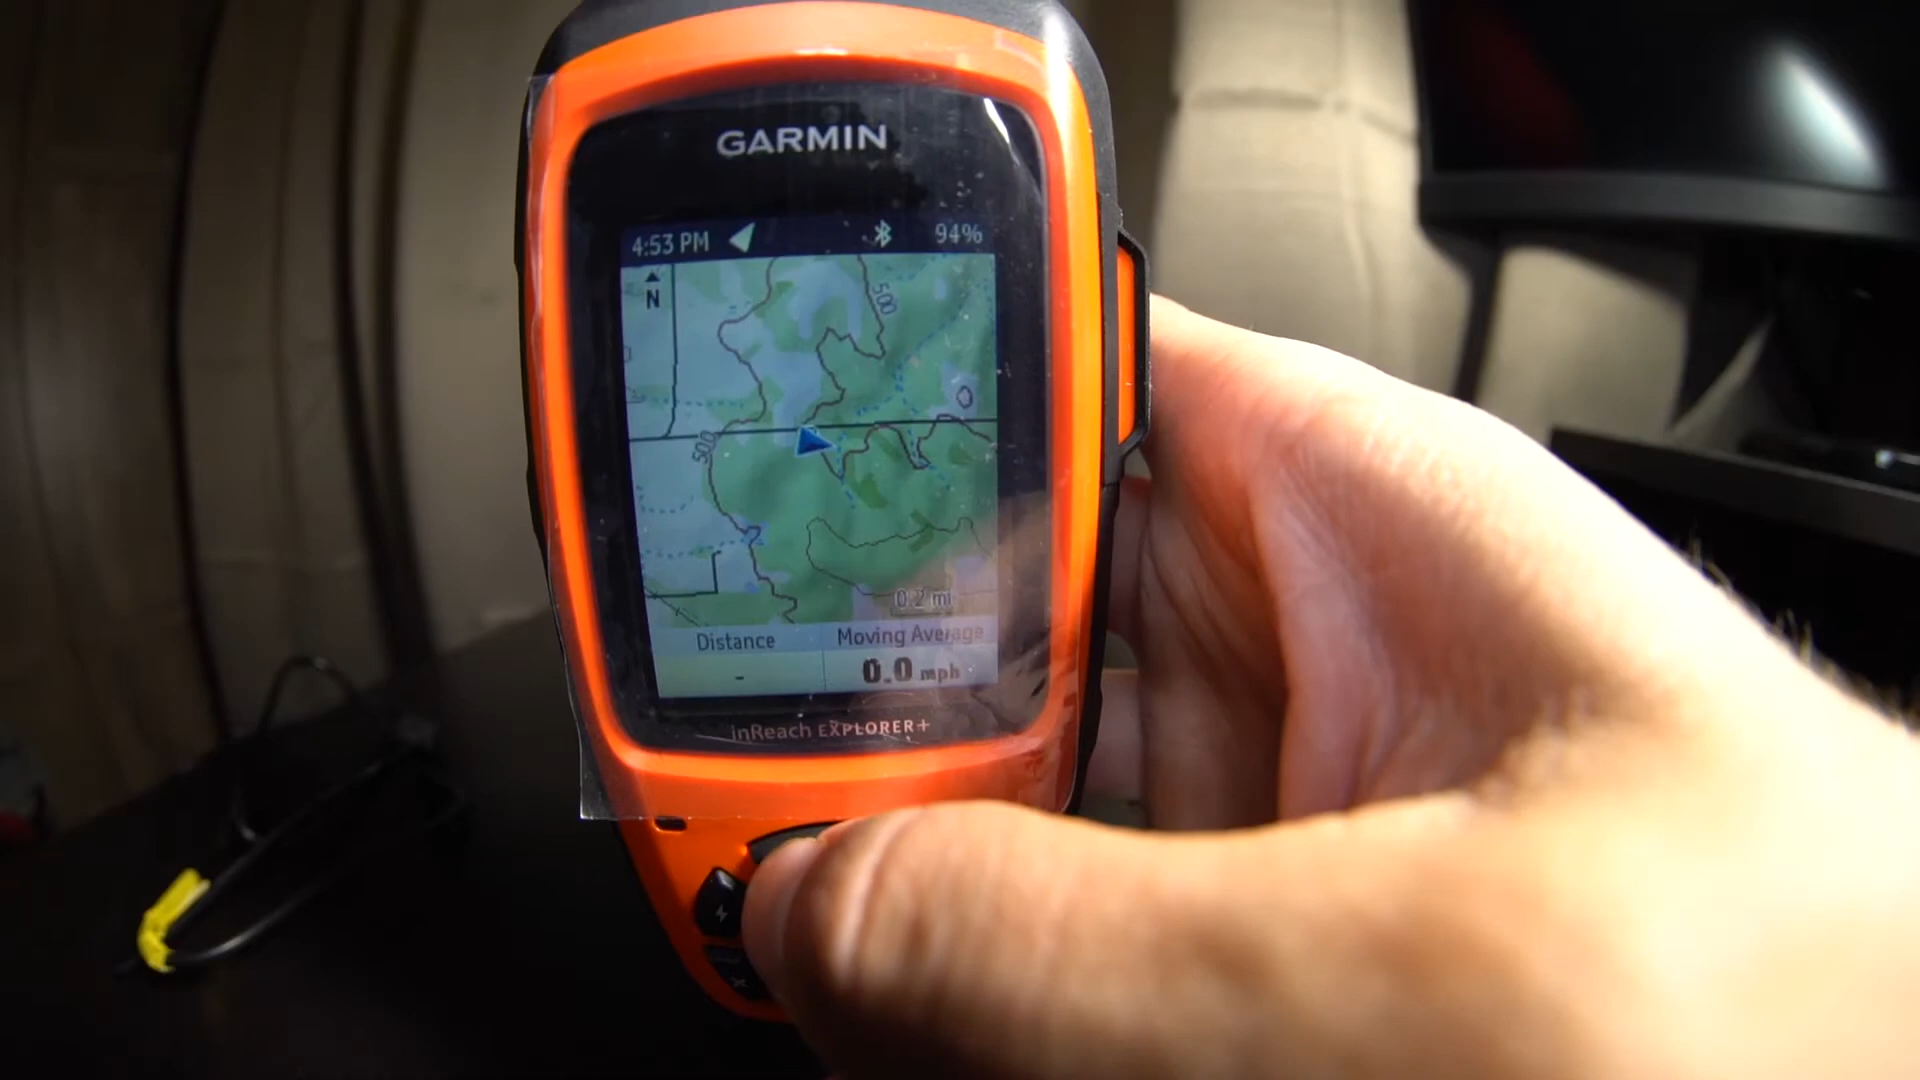 GARMIN
4:53 PM 94%
N
500
500
0.2 mi
Distance Moving Average
- 0.0 mph
inReach EXPLORER+